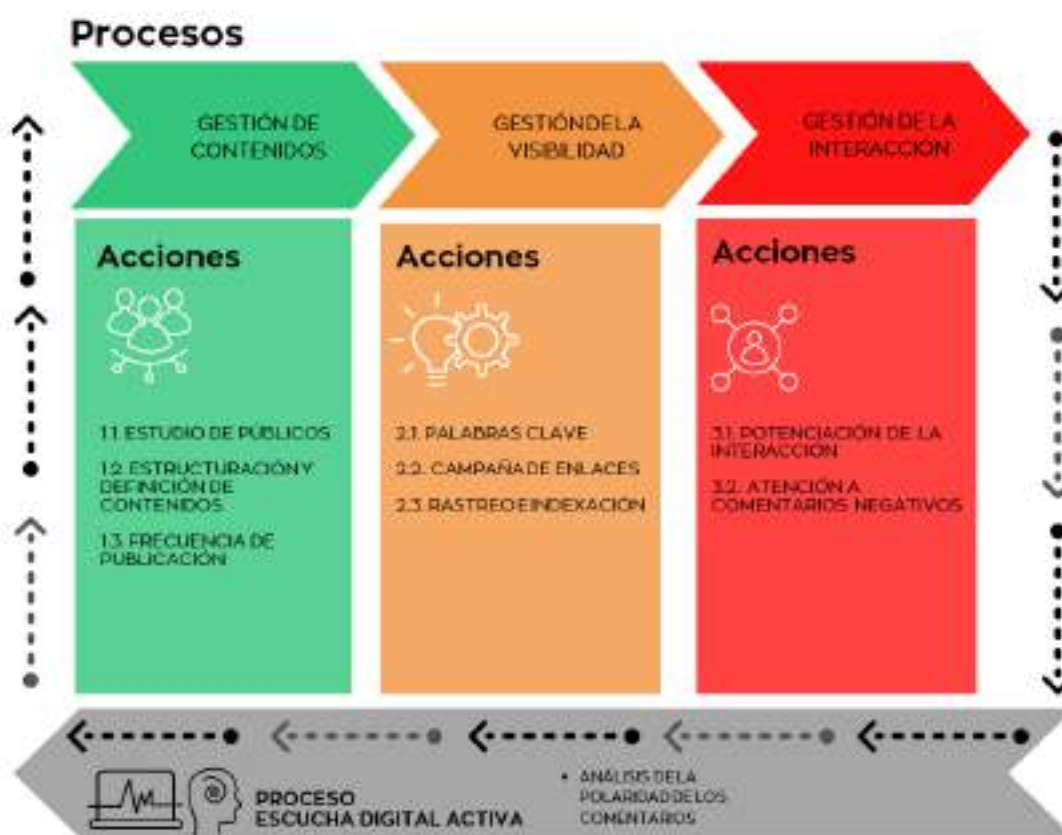 Procesos
GESTIÓN DE
CONTENIDOS
GESTIÓN DE LA
VISIBILIDAD
GESTIÓN DE LA
INTERACCIÓN
Acciones
1.1. ESTUDIO DE PÚBLICOS
1.2. ESTRUCTURACIÓN Y
DEFINICIÓN DE
CONTENIDOS.
1.3. FRECUENCIA DE
PUBLICACIÓN
Acciones
2.1. PALABRAS CLAVE
2.2. CAMPAÑA DE ENLACES
2.3. RASTREO E INDEXACIÓN
Acciones
3.1. POTENCIACIÓN DE LA
INTERACCIÓN
3.2. ATENCIÓN A
COMENTARIOS NEGATIVOS
PROCESO
ESCUCHA DIGITAL ACTIVA
• ANÁLISIS DE LA
POLARIDAD DE LOS
COMENTARIOS